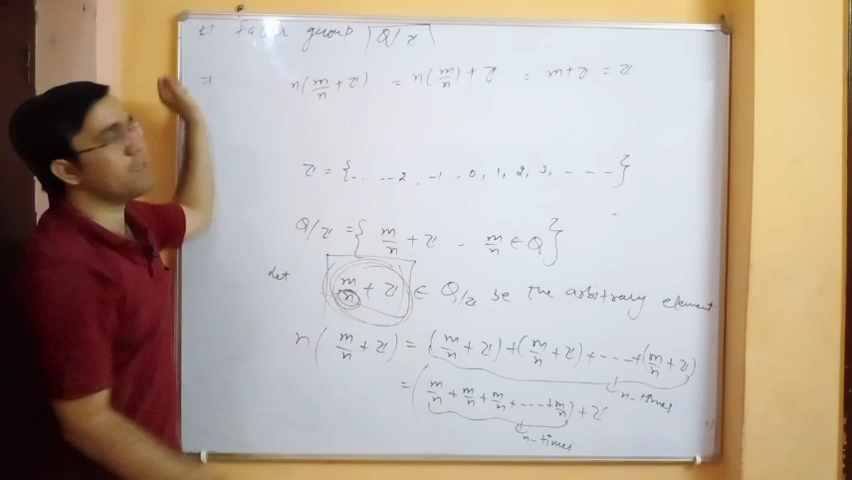 # Factor group Q/Z
⇒ n(m/n + Z) = n(m/n) + Z = m+Z = Z
Z = {... -2, -1, 0, 1, 2, 3, - - - -}
Q/Z = { m/n + Z : m/n ∈ Q}
Let m/n + Z ∈ Q/Z be the arbitrary element
n( m/n + Z) = (m/n + Z) + (m/n + Z) + - - - + (m/n + Z)
n-times
= (m/n + m/n + m/n + - - - + m/n) + Z
n-times